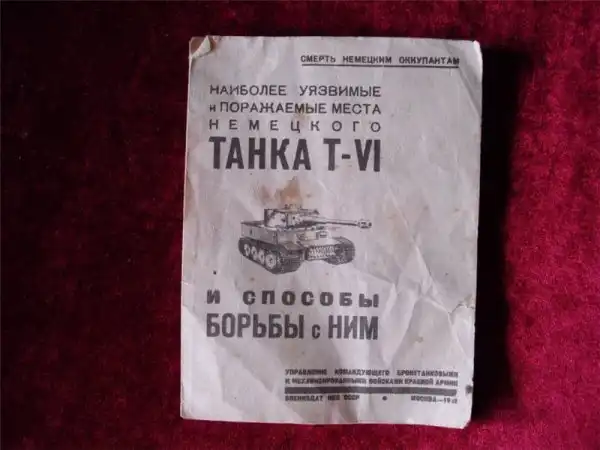 СМЕРТЬ НЕМЕЦКИМ ОККУПАНТАМ
НАИБОЛЕЕ УЯЗВИМЫЕ
и ПОРАЖАЕМЫЕ МЕСТА
НЕМЕЦКОГО
ТАНКА Т-VI
И СПОСОБЫ
БОРЬБЫ с НИМ
УПРАВЛЕНИЕ КОМАНДУЮЩЕГО БРОНЕТАНКОВЫМИ
И МЕХАНИЗИРОВАННЫМИ ВОЙСКАМИ КРАСНОЙ АРМИИ
ВОЕНИЗДАТ НКО СССР • МОСКВА—